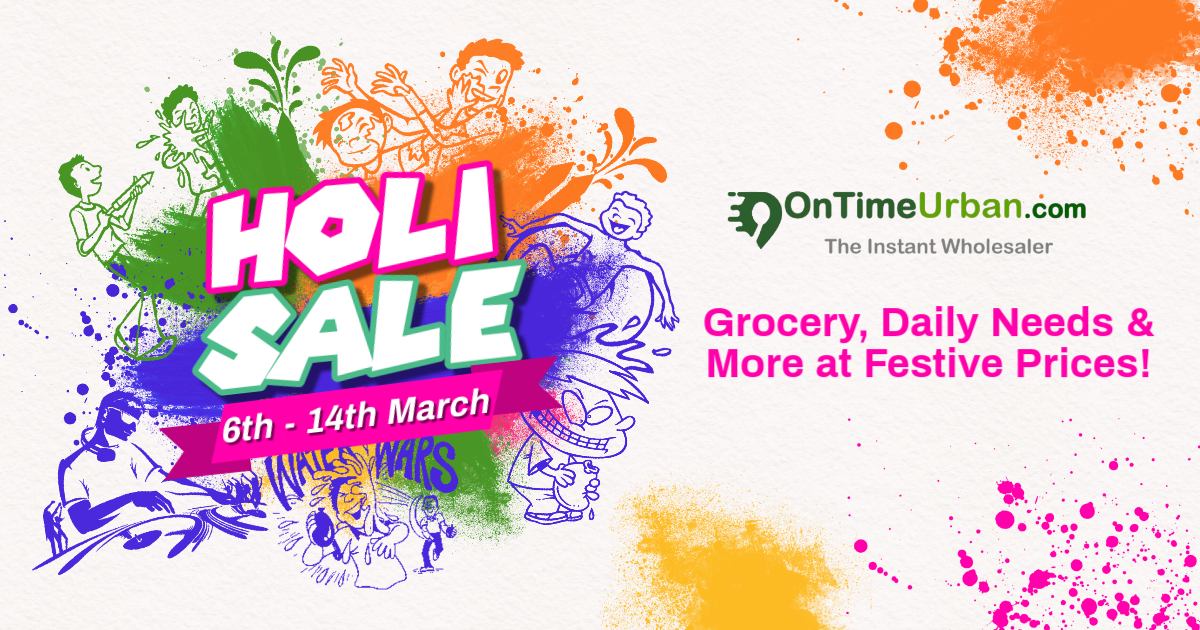 HOLI
SALE
6th - 14th March
WATER WARS
OnTimeUrban.com
The Instant Wholesaler
Grocery, Daily Needs &
More at Festive Prices!